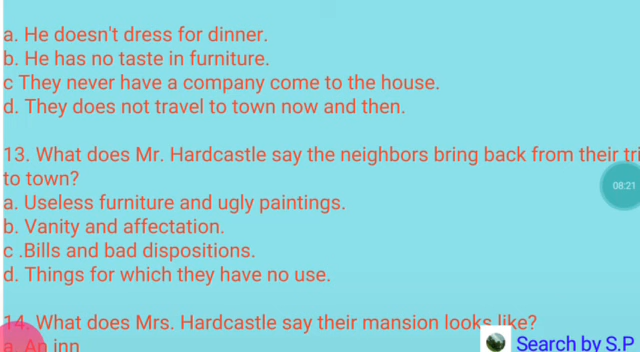 a. He doesn't dress for dinner.
b. He has no taste in furniture.
c They never have a company come to the house.
d. They does not travel to town now and then.
13. What does Mr. Hardcastle say the neighbors bring back from their tri
to town?
08:21
a. Useless furniture and ugly paintings.
b. Vanity and affectation.
c .Bills and bad dispositions.
d. Things for which they have no use.
14. What does Mrs. Hardcastle say their mansion looks like?
a. An inn
Search by S.P